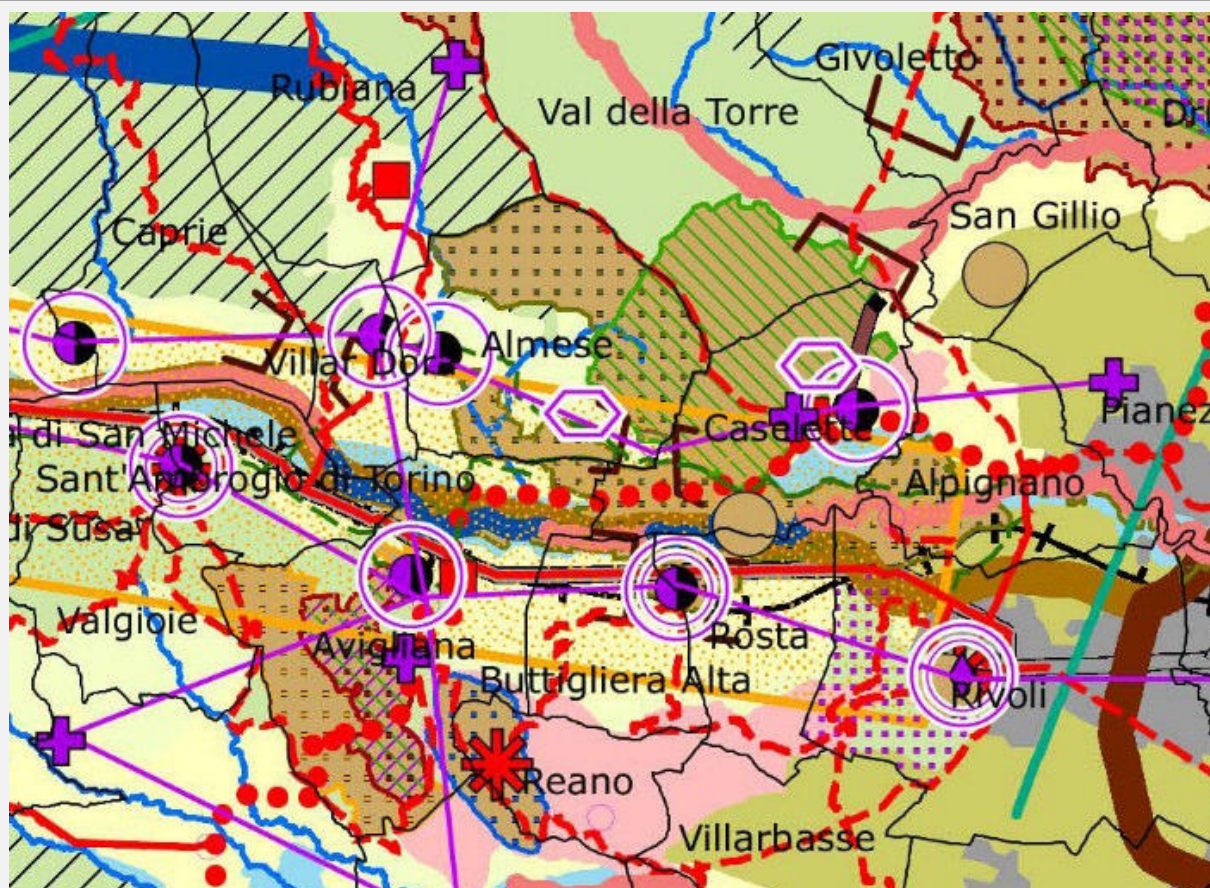 Givoletto
Rubiana
Val della Torre
San Gillio
Caprie
Almese
Villar Dora
Caselette
di San Michele
Sant'Ambrogio di Torino
Alpignano
di Susa
Valgioie
Avigliana
Rosta
Buttigliera Alta
Rivoli
Reano
Villarbasse